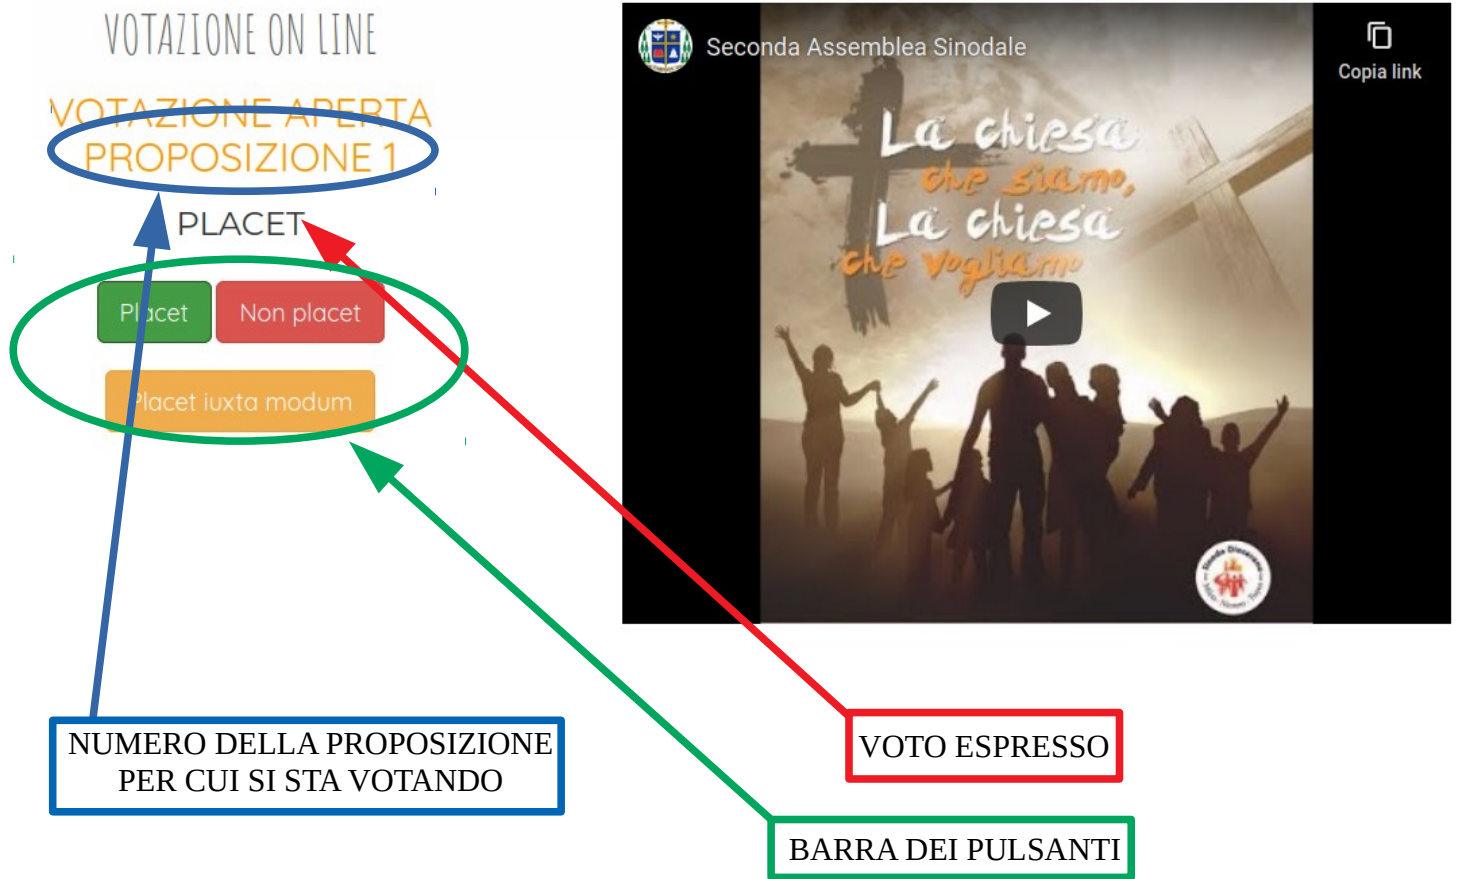 VOTAZIONE ON LINE
VOTAZIONE APERTA
PROPOSIZIONE 1
PLACET
Placet
Non placet
Placet iuxta modum
Seconda Assemblea Sinodale
Copia link
La chiesa
che siamo,
La chiesa
che vogliamo
Sinodo Diocesano
NUMERO DELLA PROPOSIZIONE
PER CUI SI STA VOTANDO
VOTO ESPRESSO
BARRA DEI PULSANTI